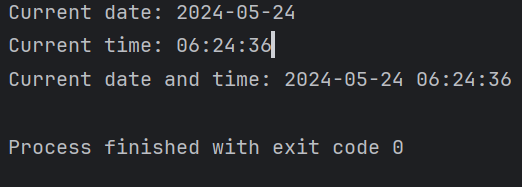 Current date: 2024-05-24
Current time: 06:24:36
Current date and time: 2024-05-24 06:24:36
Process finished with exit code 0